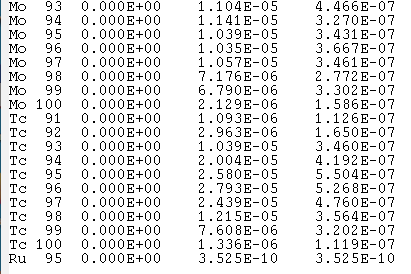 Mo 93 0.000E+00 1.104E-05 4.466E-07
Mo 94 0.000E+00 1.141E-05 3.270E-07
Mo 95 0.000E+00 1.039E-05 3.431E-07
Mo 96 0.000E+00 1.035E-05 3.667E-07
Mo 97 0.000E+00 1.057E-05 3.461E-07
Mo 98 0.000E+00 7.176E-06 2.772E-07
Mo 99 0.000E+00 6.790E-06 3.302E-07
Mo 100 0.000E+00 2.129E-06 1.586E-07
Tc 91 0.000E+00 1.093E-06 1.126E-07
Tc 92 0.000E+00 2.963E-06 1.650E-07
Tc 93 0.000E+00 1.039E-05 3.460E-07
Tc 94 0.000E+00 2.004E-05 4.192E-07
Tc 95 0.000E+00 2.580E-05 5.504E-07
Tc 96 0.000E+00 2.793E-05 5.268E-07
Tc 97 0.000E+00 2.439E-05 4.760E-07
Tc 98 0.000E+00 1.215E-05 3.564E-07
Tc 99 0.000E+00 7.608E-06 3.202E-07
Tc 100 0.000E+00 1.336E-06 1.119E-07
Ru 95 0.000E+00 3.525E-10 3.525E-10